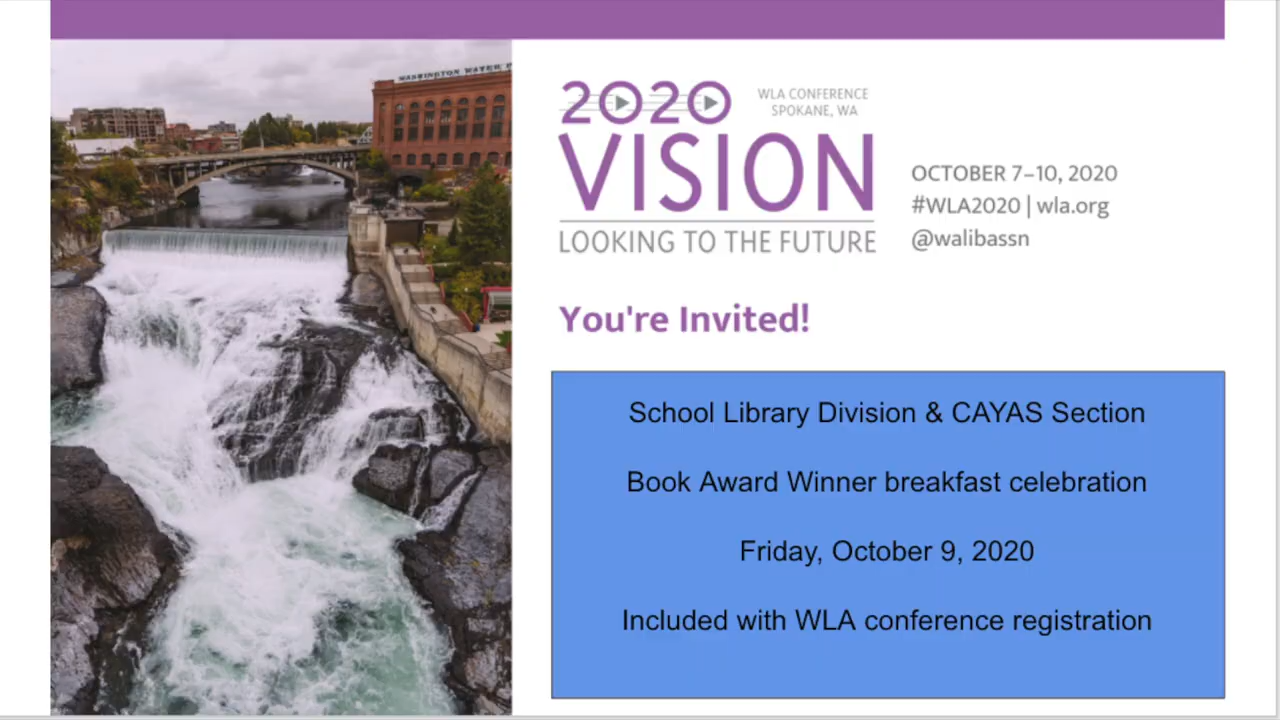 WASHINGTON WATER
2020
WLA CONFERENCE
SPOKANE, WA
VISION
LOOKING TO THE FUTURE
OCTOBER 7–10, 2020
#WLA2020 | wla.org
@walibassn
You're Invited!
School Library Division & CAYAS Section
Book Award Winner breakfast celebration
Friday, October 9, 2020
Included with WLA conference registration